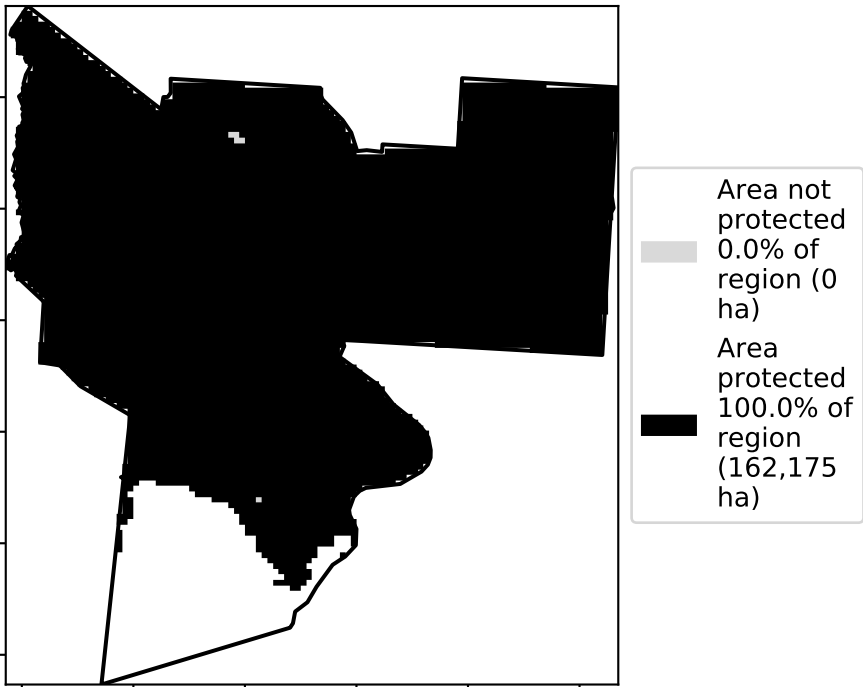 Area not
protected
0.0% of
region (0
ha)
Area
protected
100.0% of
region
(162,175
ha)